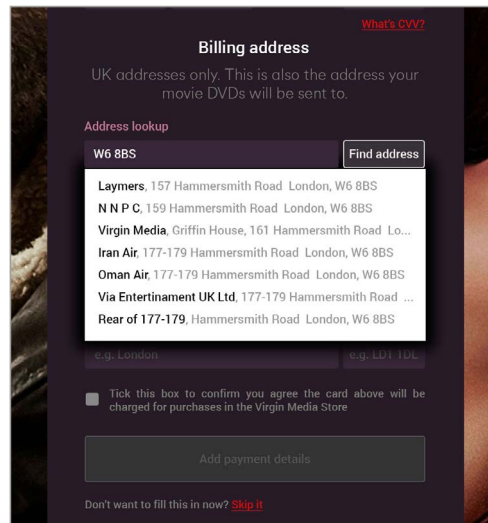 What's CVV?
Billing address
UK addresses only. This is also the address your
movie DVDs will be sent to.
Address lookup
W6 8BS
Find address
Laymers, 157 Hammersmith Road London, W6 8BS
N N P C, 159 Hammersmith Road London, W6 8BS
Virgin Media, Griffin House, 161 Hammersmith Road Lo...
Iran Air, 177-179 Hammersmith Road London, W6 8BS
Oman Air, 177-179 Hammersmith Road London, W6 8BS
Via Entertinament UK Ltd, 177-179 Hammersmith Road ...
Rear of 177-179, Hammersmith Road London, W6 8BS
e.g. London
e.g. LD1 1DL
Tick this box to confirm you agree the card above will be
charged for purchases in the Virgin Media Store
Add payment details
Don't want to fill this in now? Skip it